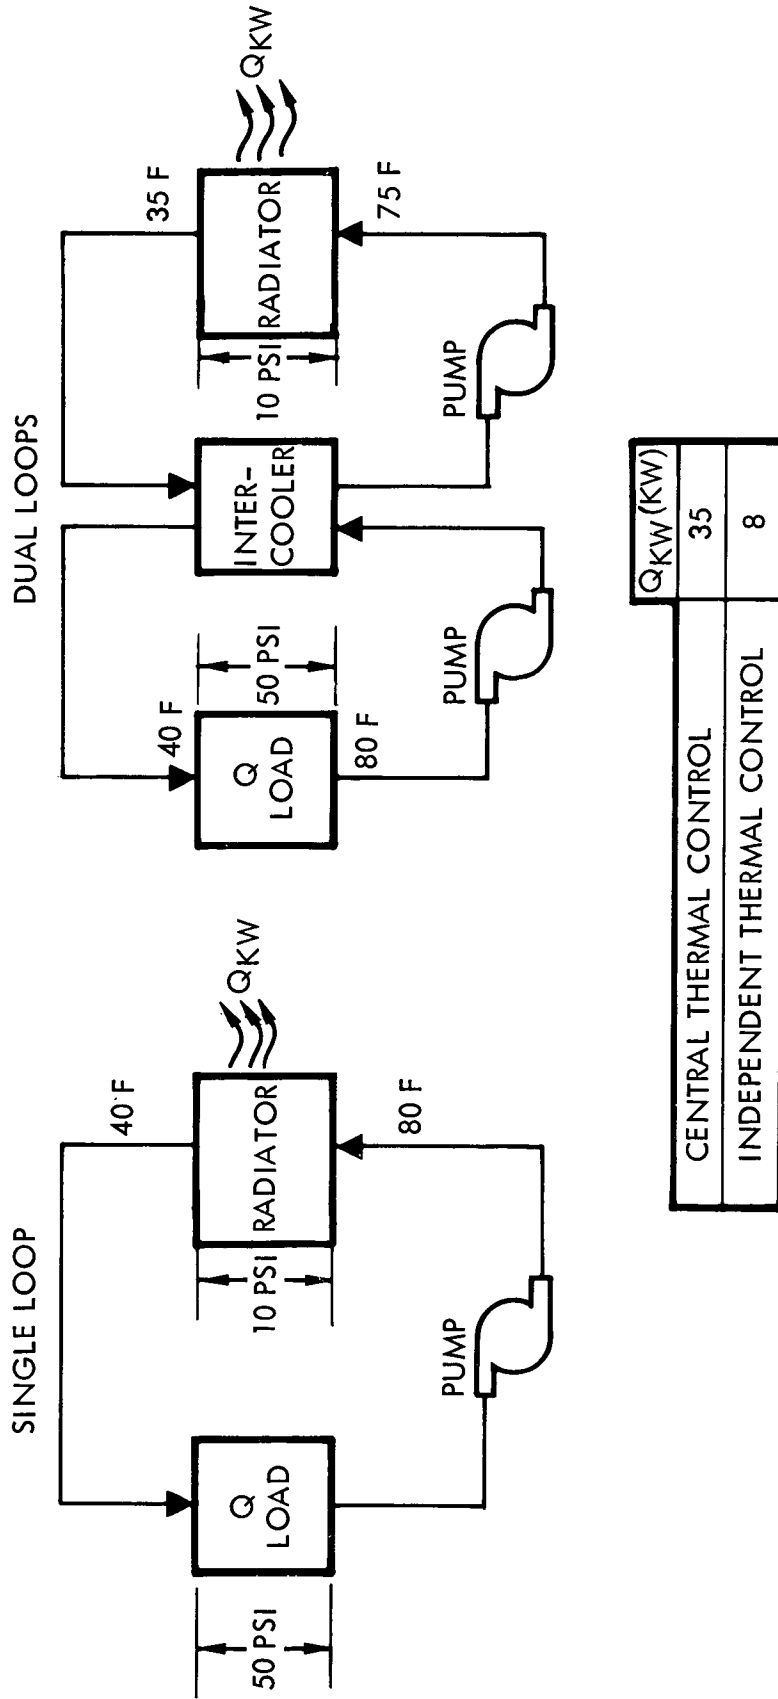 SINGLE LOOP
40 F
Q
LOAD
50 PSI
10 PSI
RADIATOR
QKW
80 F
PUMP
DUAL LOOPS
40 F
35 F
Q
LOAD
50 PSI
INTER-
COOLER
10 PSI
RADIATOR
QKW
80 F
75 F
PUMP
PUMP
QKW (KW)
CENTRAL THERMAL CONTROL 35
INDEPENDENT THERMAL CONTROL 8